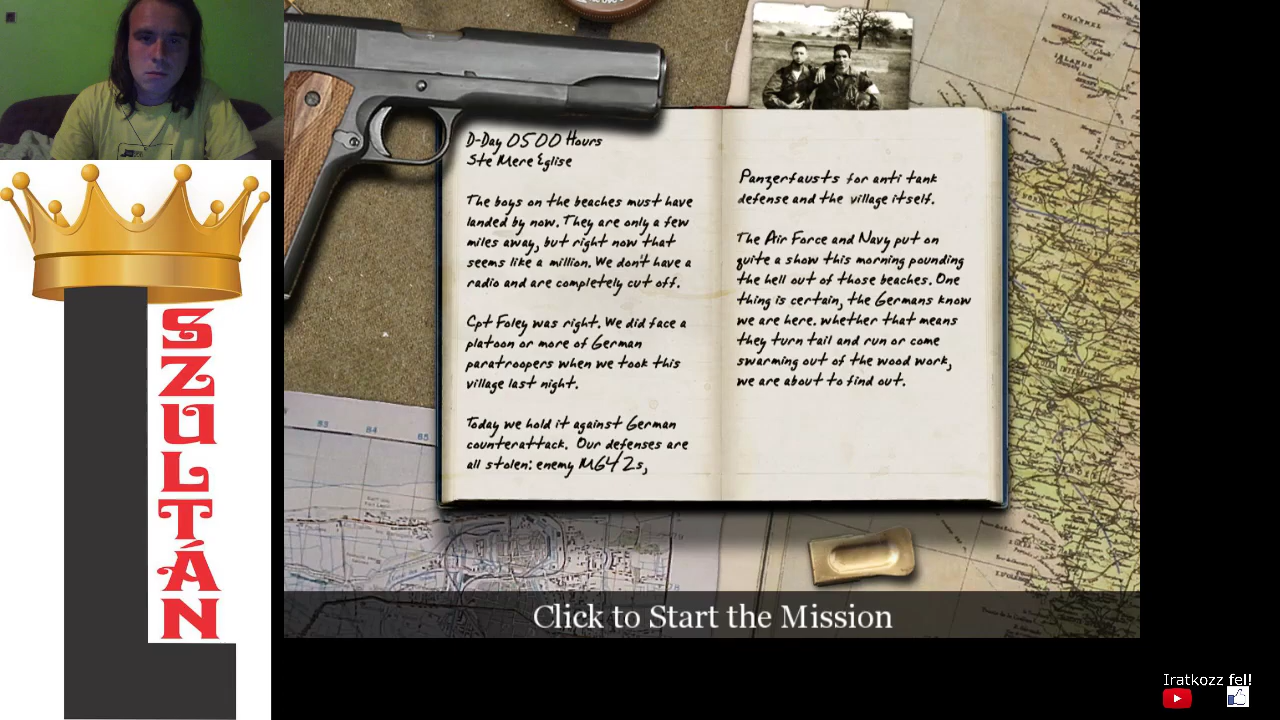 D-Day 0500 Hours
Ste Mere Eglise
The boys on the beaches must have
landed by now. They are only a few
miles away, but right now that
seems like a million. We don't have a
radio and are completely cut off.
Cpt Foley was right. We did face a
platoon or more of German
paratroopers when we took this
village last night.
Today we hold it against German
counterattack. Our defenses are
all stolen: enemy MG42s,
Panzerfausts for anti tank
defense and the village itself.
The Air Force and Navy put on
quite a show this morning pounding
the hell out of those beaches. One
thing is certain, the Germans know
we are here. whether that means
they turn tail and run or come
swarming out of the wood work,
we are about to find out.
CHANNEL
ISLANDS
83 84 85
Click to Start the Mission
L
SZULTÁN
Iratkozz fel!